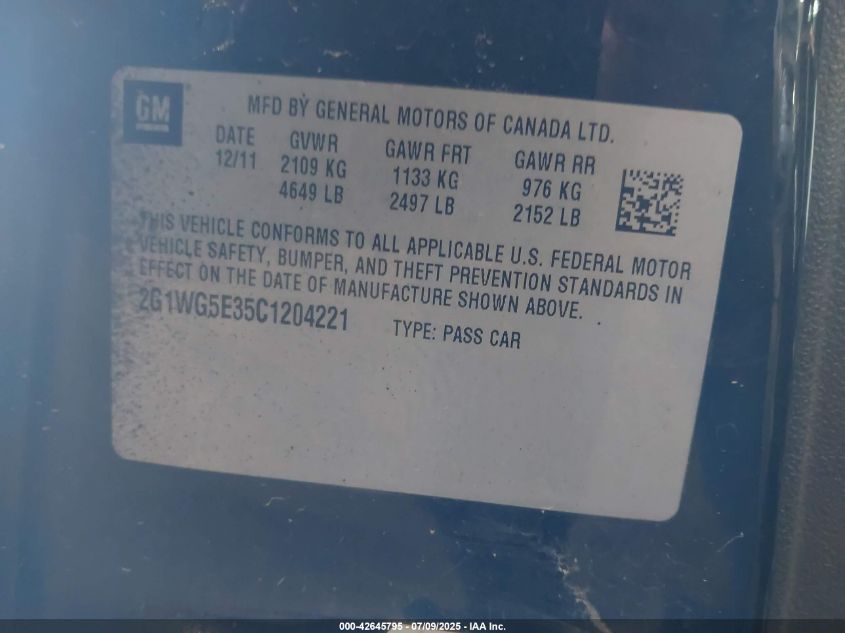 GM
MFD BY GENERAL MOTORS OF CANADA LTD.
DATE GVWR GAWR FRT GAWR RR
12/11 2109 KG 1133 KG 976 KG
4649 LB 2497 LB 2152 LB
THIS VEHICLE CONFORMS TO ALL APPLICABLE U.S. FEDERAL MOTOR
VEHICLE SAFETY, BUMPER, AND THEFT PREVENTION STANDARDS IN
EFFECT ON THE DATE OF MANUFACTURE SHOWN ABOVE.
2G1WG5E35C1204221 TYPE: PASS CAR
000-42645795 - 07/09/2025 - IAA Inc.